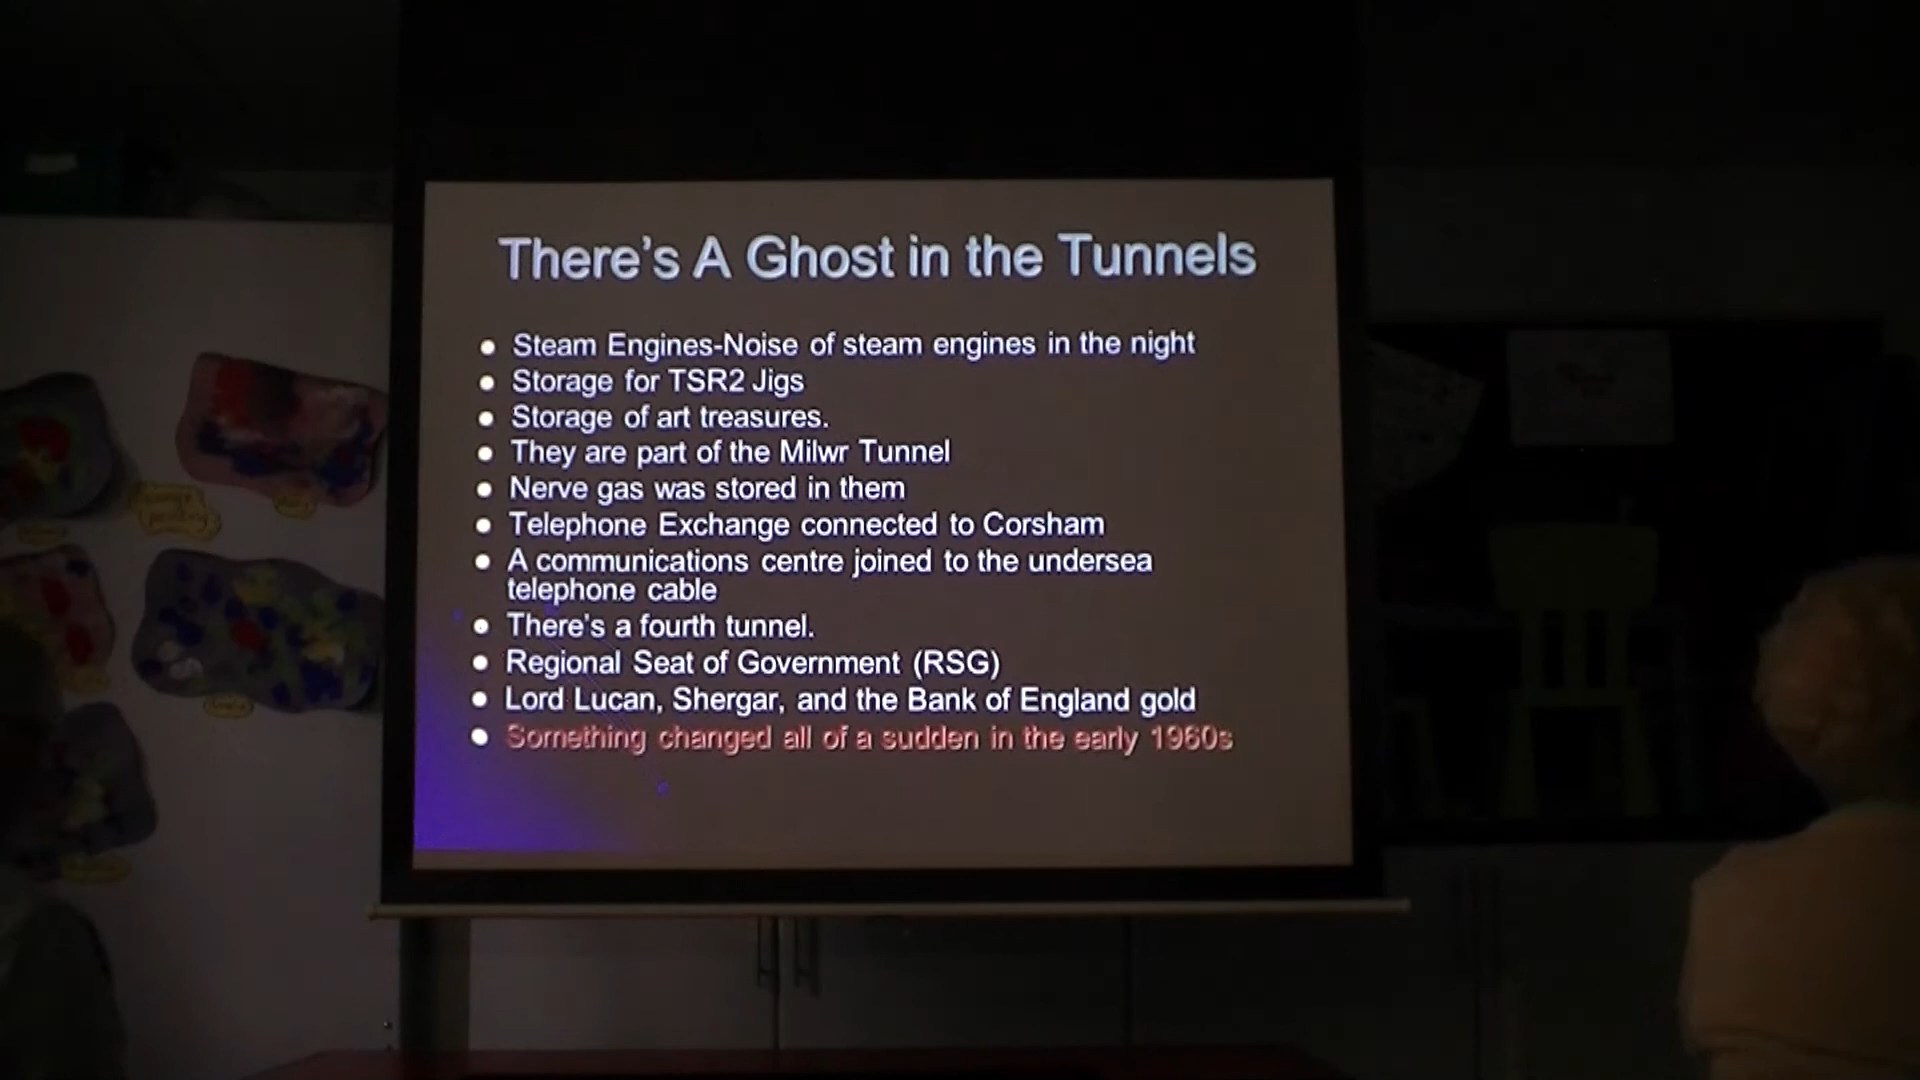 There's A Ghost in the Tunnels
• Steam Engines-Noise of steam engines in the night
• Storage for TSR2 Jigs
• Storage of art treasures.
• They are part of the Milwr Tunnel
• Nerve gas was stored in them
• Telephone Exchange connected to Corsham
• A communications centre joined to the undersea
telephone cable
• There's a fourth tunnel.
• Regional Seat of Government (RSG)
• Lord Lucan, Shergar, and the Bank of England gold
• Something changed all of a sudden in the early 1960s